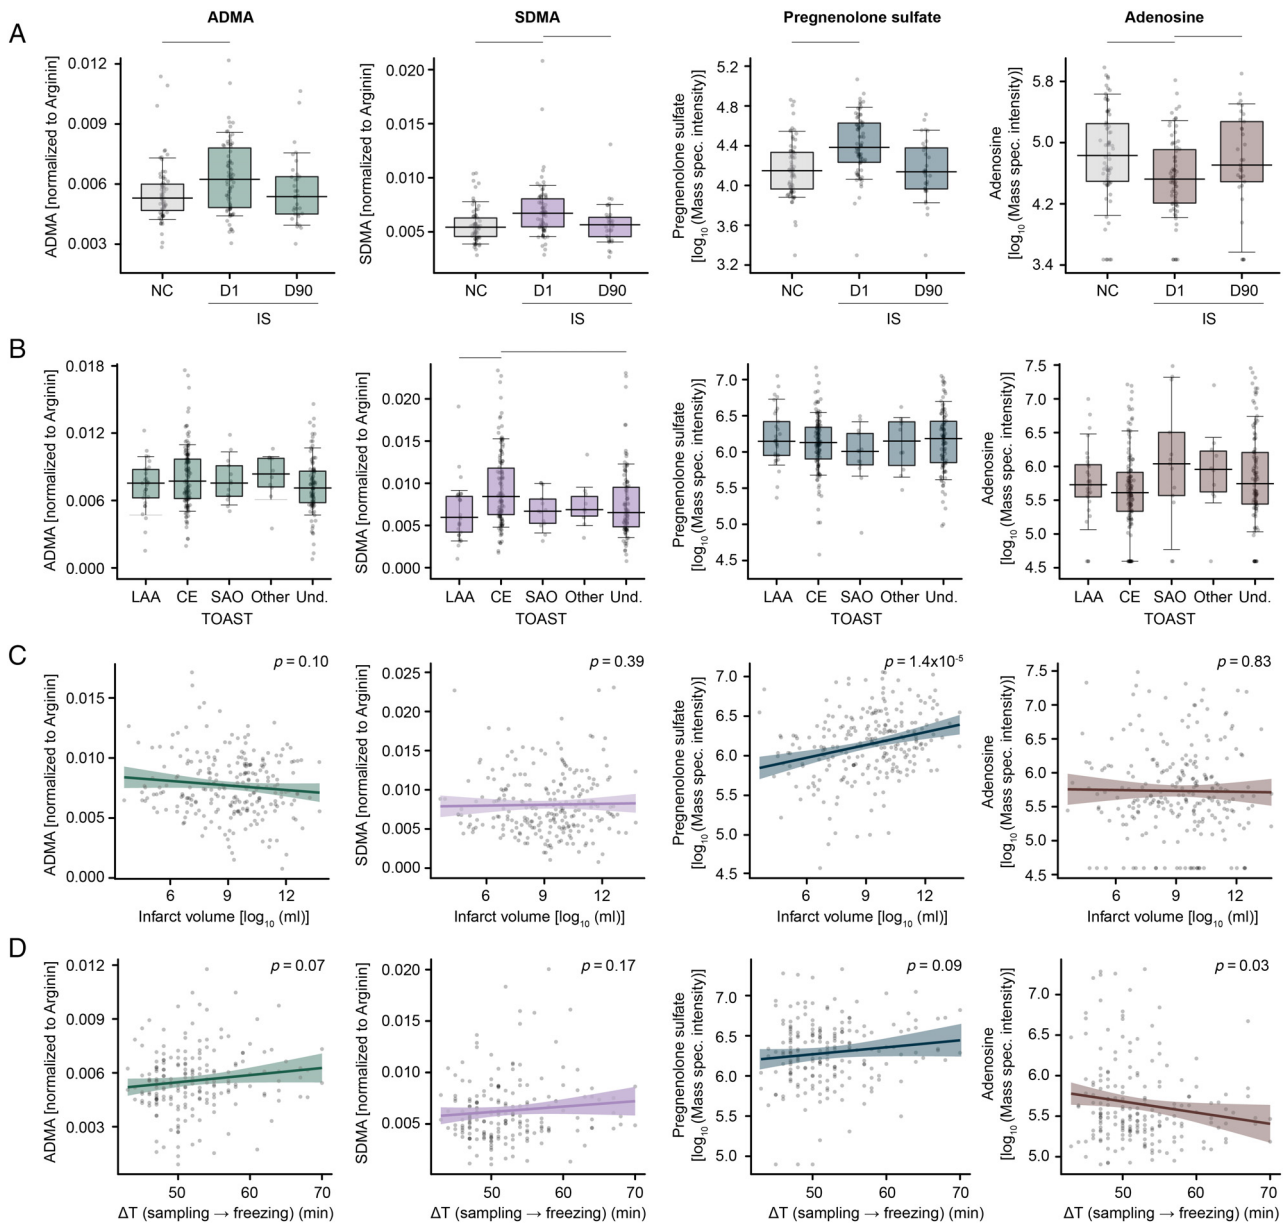 ADMA SDMA Pregnenolone sulfate Adenosine
A
ADMA [normalized to Arginin]
0.012
0.009
0.006
0.003
NC D1 D90
IS
SDMA [normalized to Arginin]
0.020
0.015
0.010
0.005
NC D1 D90
IS
Pregnenolone sulfate
[log10 (Mass spec. intensity)]
5.2
4.8
4.4
4.0
3.6
3.2
NC D1 D90
IS
Adenosine
[log10 (Mass spec. intensity)]
5.8
5.0
4.2
3.4
NC D1 D90
IS
B
ADMA [normalized to Arginin]
0.018
0.012
0.006
0.000
LAA CE SAO Other Und.
TOAST
SDMA [normalized to Arginin]
0.020
0.015
0.010
0.005
0.000
LAA CE SAO Other Und.
TOAST
Pregnenolone sulfate
[log10 (Mass spec. intensity)]
7.0
6.5
6.0
5.5
5.0
4.5
LAA CE SAO Other Und.
TOAST
Adenosine
[log10 (Mass spec. intensity)]
7.5
7.0
6.5
6.0
5.5
5.0
4.5
LAA CE SAO Other Und.
TOAST
C
ADMA [normalized to Arginin]
p = 0.10
0.015
0.010
0.005
0.000
6 9 12
Infarct volume [log10 (ml)]
SDMA [normalized to Arginin]
p = 0.39
0.025
0.020
0.015
0.010
0.005
0.000
6 9 12
Infarct volume [log10 (ml)]
Pregnenolone sulfate
[log10 (Mass spec. intensity)]
p = 1.4x10-5
7.0
6.5
6.0
5.5
5.0
4.5
6 9 12
Infarct volume [log10 (ml)]
Adenosine
[log10 (Mass spec. intensity)]
p = 0.83
7.5
7.0
6.5
6.0
5.5
5.0
4.5
6 9 12
Infarct volume [log10 (ml)]
D
ADMA [normalized to Arginin]
p = 0.07
0.012
0.009
0.006
0.003
50 60 70
ΔT (sampling → freezing) (min)
SDMA [normalized to Arginin]
p = 0.17
0.020
0.015
0.010
0.005
50 60 70
ΔT (sampling → freezing) (min)
Pregnenolone sulfate
[log10 (Mass spec. intensity)]
p = 0.09
7.0
6.5
6.0
5.5
5.0
50 60 70
ΔT (sampling → freezing) (min)
Adenosine
[log10 (Mass spec. intensity)]
p = 0.03
7.0
6.5
6.0
5.5
5.0
50 60 70
ΔT (sampling → freezing) (min)